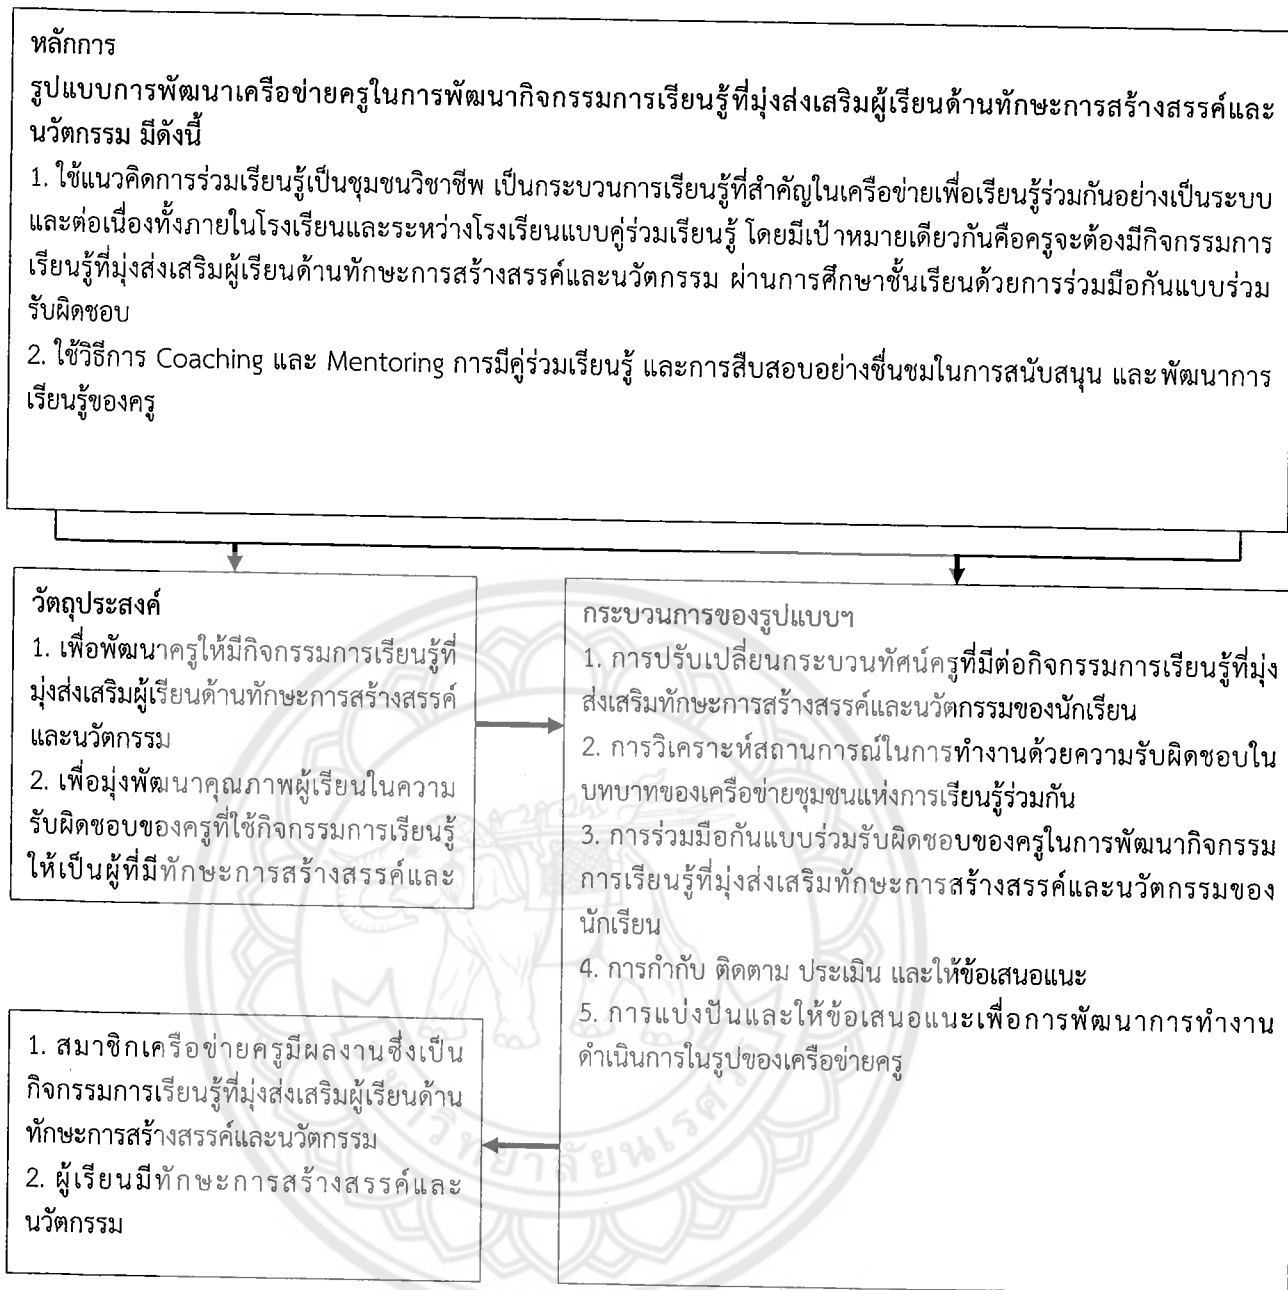 หลักการ
รูปแบบการพัฒนาเครือข่ายครูในการพัฒนากิจกรรมการเรียนรู้ที่มุ่งส่งเสริมผู้เรียนด้านทักษะการสร้างสรรค์และ
นวัตกรรม มีดังนี้
1. ใช้แนวคิดการร่วมเรียนรู้เป็นชุมชนวิชาชีพ เป็นกระบวนการเรียนรู้ที่สำคัญในเครือข่ายเพื่อเรียนรู้ร่วมกันอย่างเป็นระบบ
และต่อเนื่องทั้งภายในโรงเรียนและระหว่างโรงเรียนแบบคู่ร่วมเรียนรู้ โดยมีเป้าหมายเดียวกันคือครูจะต้องมีกิจกรรมการ
เรียนรู้ที่มุ่งส่งเสริมผู้เรียนด้านทักษะการสร้างสรรค์และนวัตกรรม ผ่านการศึกษาชั้นเรียนด้วยการร่วมมือกันแบบร่วม
รับผิดชอบ
2. ใช้วิธีการ Coaching และ Mentoring การมีคู่ร่วมเรียนรู้ และการสืบสอบอย่างชื่นชมในการสนับสนุน และพัฒนาการ
เรียนรู้ของครู
วัตถุประสงค์
1. เพื่อพัฒนาครูให้มีกิจกรรมการเรียนรู้ที่
มุ่งส่งเสริมผู้เรียนด้านทักษะการสร้างสรรค์
และนวัตกรรม
2. เพื่อมุ่งพัฒนาคุณภาพผู้เรียนในความ
รับผิดชอบของครูที่ใช้กิจกรรมการเรียนรู้
ให้เป็นผู้ที่มีทักษะการสร้างสรรค์และ
กระบวนการของรูปแบบฯ
1. การปรับเปลี่ยนกระบวนทัศน์ครูที่มีต่อกิจกรรมการเรียนรู้ที่มุ่ง
ส่งเสริมทักษะการสร้างสรรค์และนวัตกรรมของนักเรียน
2. การวิเคราะห์สถานการณ์ในการทำงานด้วยความรับผิดชอบใน
บทบาทของเครือข่ายชุมชนแห่งการเรียนรู้ร่วมกัน
3. การร่วมมือกันแบบร่วมรับผิดชอบของครูในการพัฒนากิจกรรม
การเรียนรู้ที่มุ่งส่งเสริมทักษะการสร้างสรรค์และนวัตกรรมของ
นักเรียน
4. การกำกับ ติดตาม ประเมิน และให้ข้อเสนอแนะ
5. การแบ่งปันและให้ข้อเสนอแนะเพื่อการพัฒนาการทำงาน
ดำเนินการในรูปของเครือข่ายครู
1. สมาชิกเครือข่ายครูมีผลงานซึ่งเป็น
กิจกรรมการเรียนรู้ที่มุ่งส่งเสริมผู้เรียนด้าน
ทักษะการสร้างสรรค์และนวัตกรรม
2. ผู้เรียนมีทักษะการสร้างสรรค์และ
นวัตกรรม
มหาวิทยาลัยนเรศวร